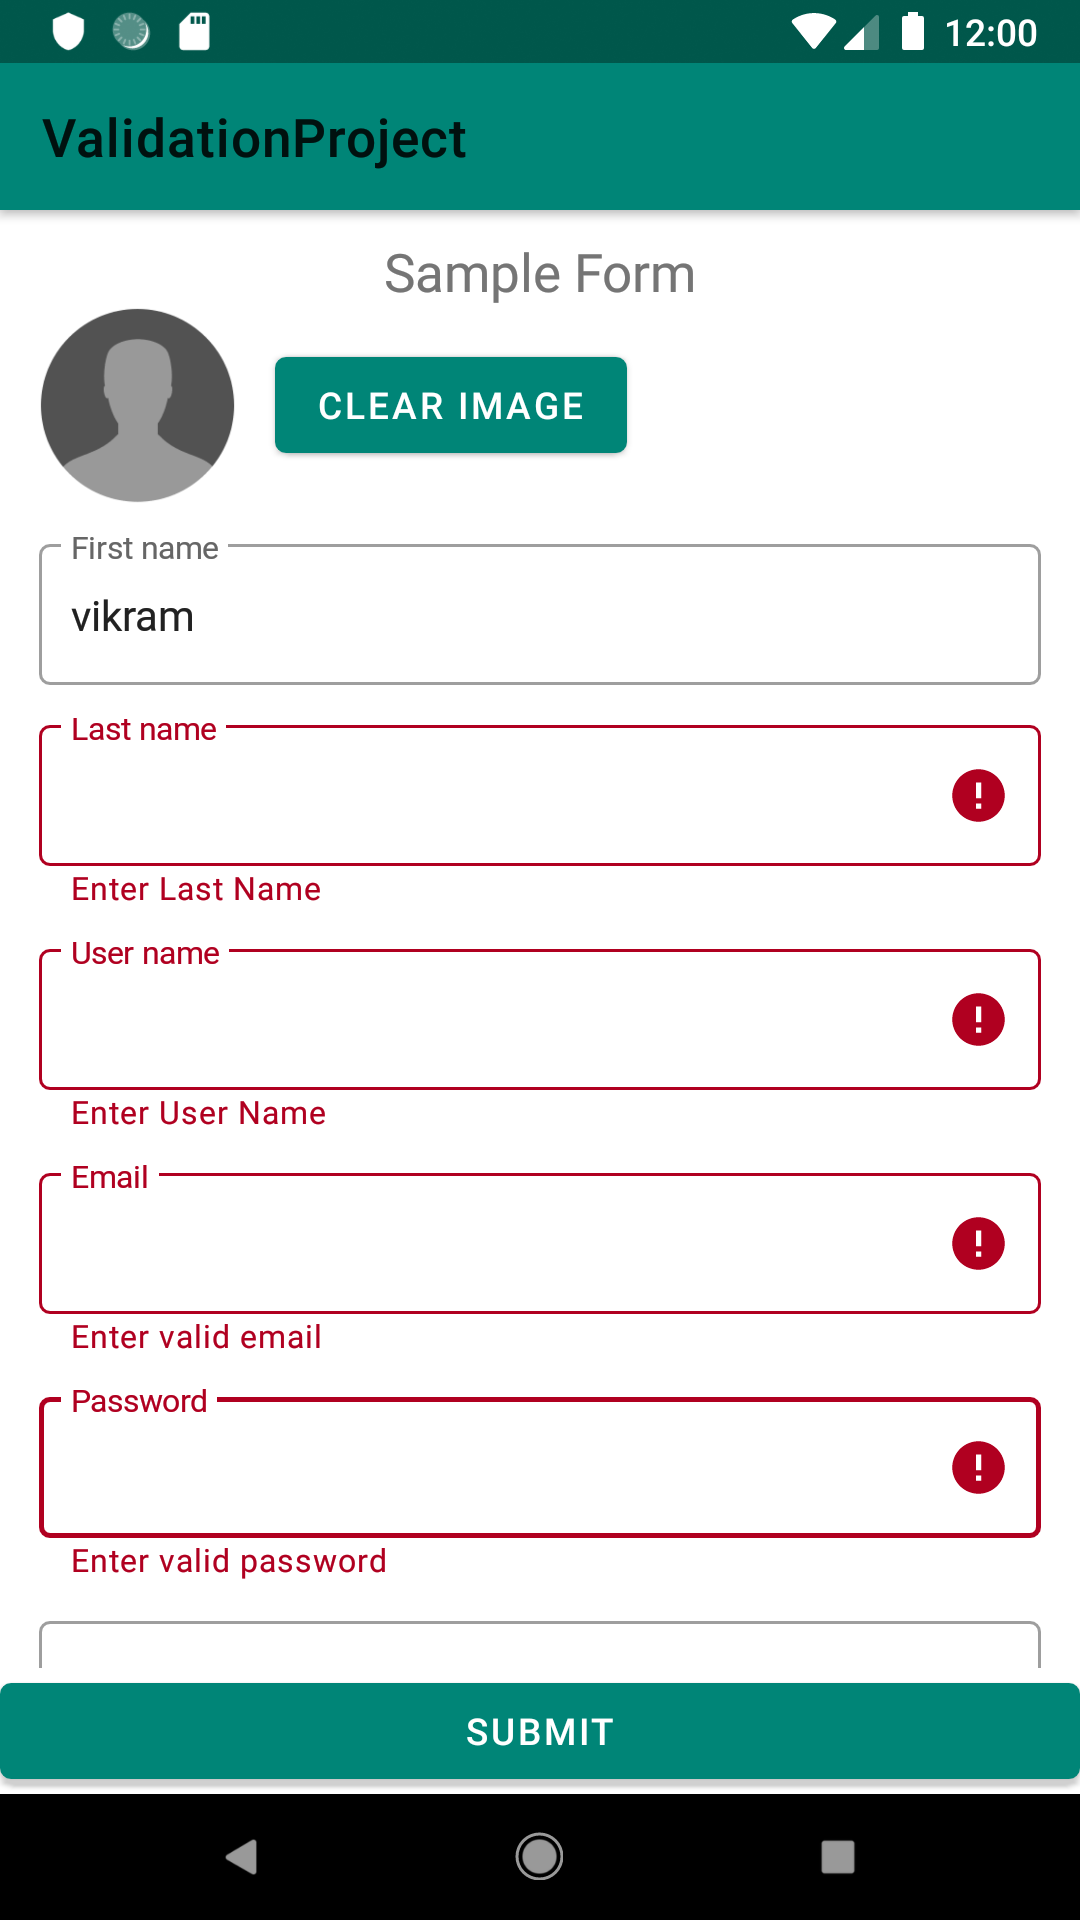 12:00
ValidationProject
Sample Form
CLEAR IMAGE
First name
vikram
Last name
Enter Last Name
User name
Enter User Name
Email
Enter valid email
Password
Enter valid password
SUBMIT